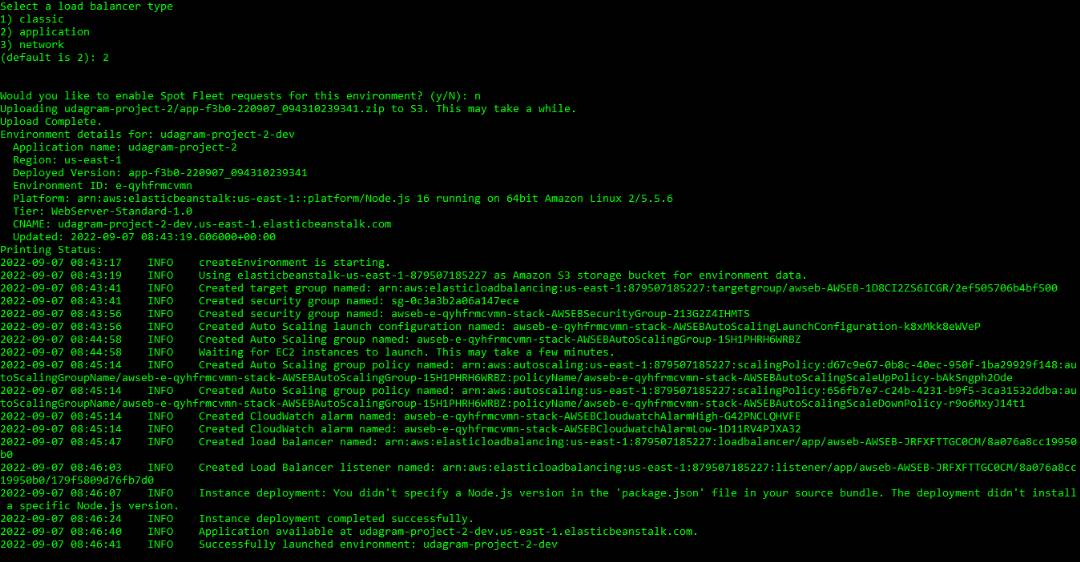 Select a load balancer type
1) classic
2) application
3) network
(default is 2): 2
Would you like to enable Spot Fleet requests for this environment? (y/N): n
Uploading udagram-project-2/app-f3b0-220907_094310239341.zip to S3. This may take a while.
Upload Complete.
Environment details for: udagram-project-2-dev
  Application name: udagram-project-2
  Region: us-east-1
  Deployed Version: app-f3b0-220907_094310239341
  Environment ID: e-qyhfrmcvmn
  Platform: arn:aws:elasticbeanstalk:us-east-1::platform/Node.js 16 running on 64bit Amazon Linux 2/5.5.6
  Tier: WebServer-Standard-1.0
  CNAME: udagram-project-2-dev.us-east-1.elasticbeanstalk.com
  Updated: 2022-09-07 08:43:19.606000+00:00
Printing Status:
2022-09-07 08:43:17    INFO    createEnvironment is starting.
2022-09-07 08:43:19    INFO    Using elasticbeanstalk-us-east-1-879507185227 as Amazon S3 storage bucket for environment data.
2022-09-07 08:43:41    INFO    Created target group named: arn:aws:elasticloadbalancing:us-east-1:879507185227:targetgroup/awseb-AWSEB-1D8CI2ZS6ICGR/2ef505706b4bf500
2022-09-07 08:43:41    INFO    Created security group named: sg-0c3a3b2a06a147ece
2022-09-07 08:43:56    INFO    Created security group named: awseb-e-qyhfrmcvmn-stack-AWSEBSecurityGroup-213G2Z4IHMTS
2022-09-07 08:43:56    INFO    Created Auto Scaling launch configuration named: awseb-e-qyhfrmcvmn-stack-AWSEBAutoScalingLaunchConfiguration-k8xMkk8eWVeP
2022-09-07 08:44:58    INFO    Created Auto Scaling group named: awseb-e-qyhfrmcvmn-stack-AWSEBAutoScalingGroup-15H1PHRH6WRBZ
2022-09-07 08:44:58    INFO    Waiting for EC2 instances to launch. This may take a few minutes.
2022-09-07 08:45:14    INFO    Created Auto Scaling group policy named: arn:aws:autoscaling:us-east-1:879507185227:scalingPolicy:d67c9e67-0b8c-40ec-950f-1ba29929f148:au
toScalingGroupName/awseb-e-qyhfrmcvmn-stack-AWSEBAutoScalingGroup-15H1PHRH6WRBZ:policyName/awseb-e-qyhfrmcvmn-stack-AWSEBAutoScalingScaleUpPolicy-bAkSngph2Ode
2022-09-07 08:45:14    INFO    Created Auto Scaling group policy named: arn:aws:autoscaling:us-east-1:879507185227:scalingPolicy:656fb7e7-c24b-4231-b9f5-3ca31532ddba:au
toScalingGroupName/awseb-e-qyhfrmcvmn-stack-AWSEBAutoScalingGroup-15H1PHRH6WRBZ:policyName/awseb-e-qyhfrmcvmn-stack-AWSEBAutoScalingScaleDownPolicy-r9o6MxyJ14t1
2022-09-07 08:45:14    INFO    Created CloudWatch alarm named: awseb-e-qyhfrmcvmn-stack-AWSEBCloudwatchAlarmHigh-G42PNCLQHVFE
2022-09-07 08:45:14    INFO    Created CloudWatch alarm named: awseb-e-qyhfrmcvmn-stack-AWSEBCloudwatchAlarmLow-1D11RV4PJXA32
2022-09-07 08:45:47    INFO    Created load balancer named: arn:aws:elasticloadbalancing:us-east-1:879507185227:loadbalancer/app/awseb-AWSEB-JRFXFTTGC0CM/8a076a8cc19950
b0
2022-09-07 08:46:03    INFO    Created Load Balancer listener named: arn:aws:elasticloadbalancing:us-east-1:879507185227:listener/app/awseb-AWSEB-JRFXFTTGC0CM/8a076a8cc
19950b0/179f5809d76fb7d0
2022-09-07 08:46:07    INFO    Instance deployment: You didn't specify a Node.js version in the 'package.json' file in your source bundle. The deployment didn't install
 a specific Node.js version.
2022-09-07 08:46:24    INFO    Instance deployment completed successfully.
2022-09-07 08:46:40    INFO    Application available at udagram-project-2-dev.us-east-1.elasticbeanstalk.com.
2022-09-07 08:46:41    INFO    Successfully launched environment: udagram-project-2-dev